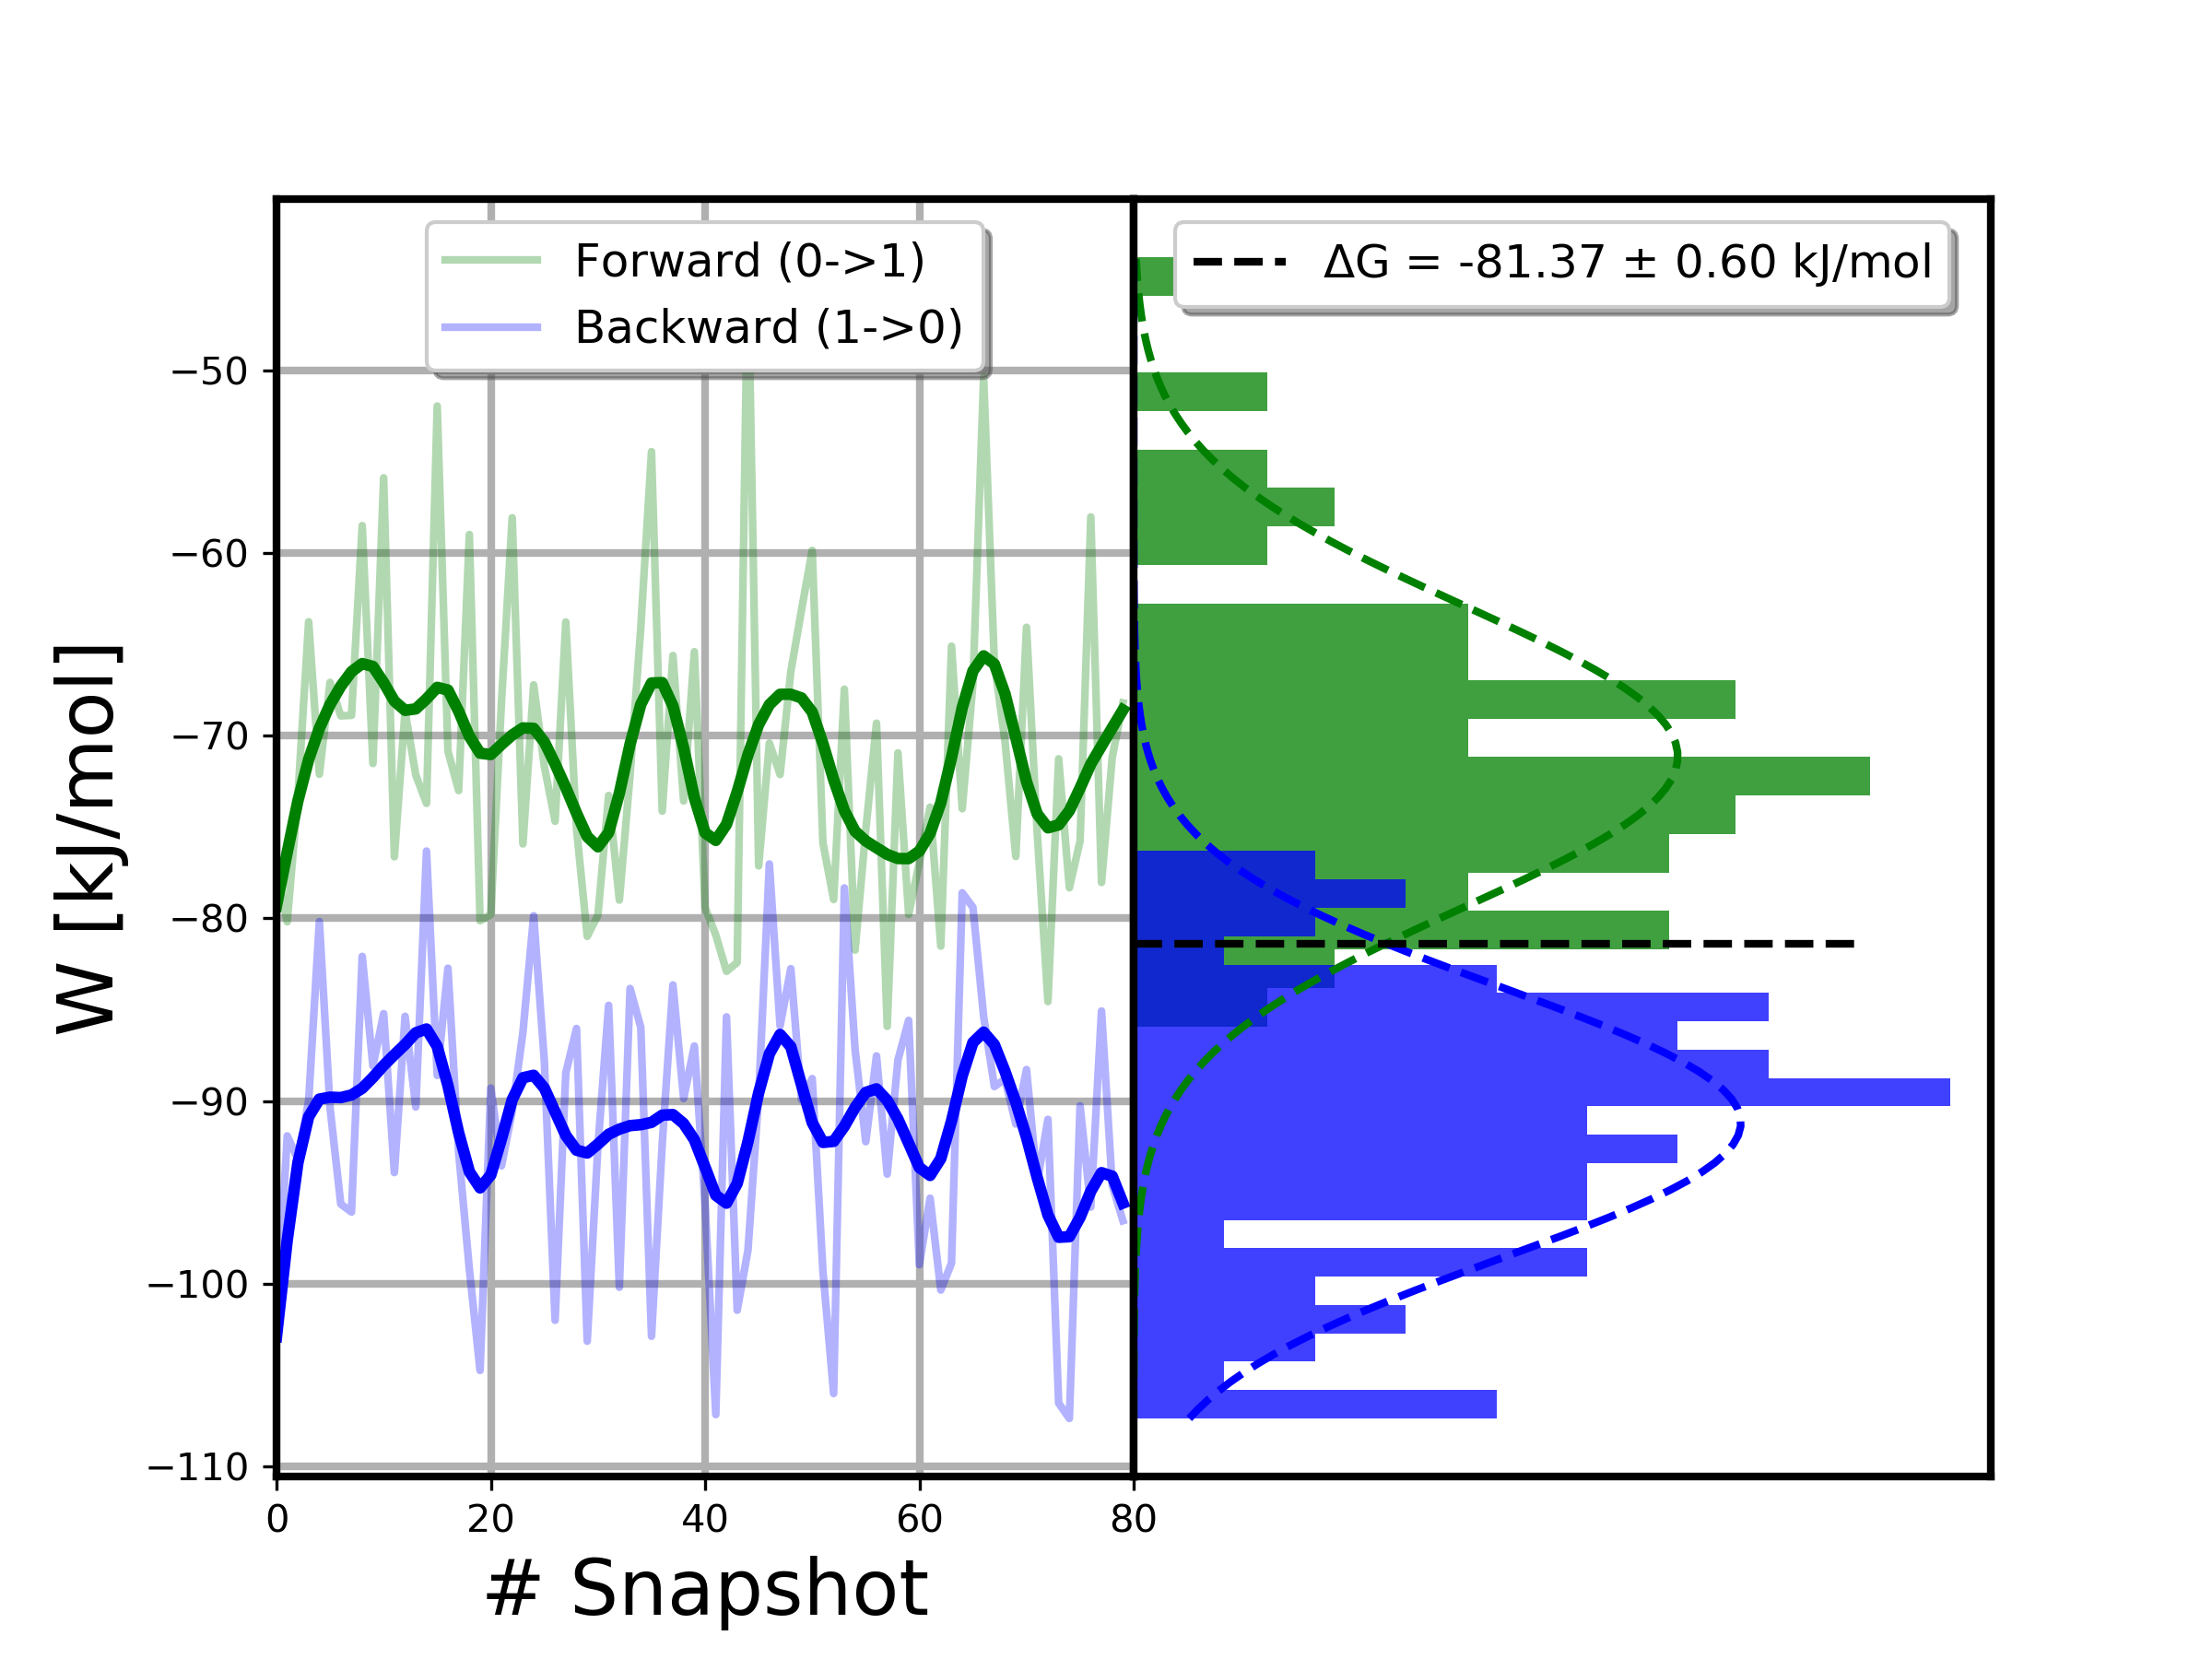 Forward (0->1)
Backward (1->0)
ΔG = -81.37 ± 0.60 kJ/mol
W [kJ/mol]
−50
−60
−70
−80
−90
−100
−110
0 20 40 60 80
# Snapshot